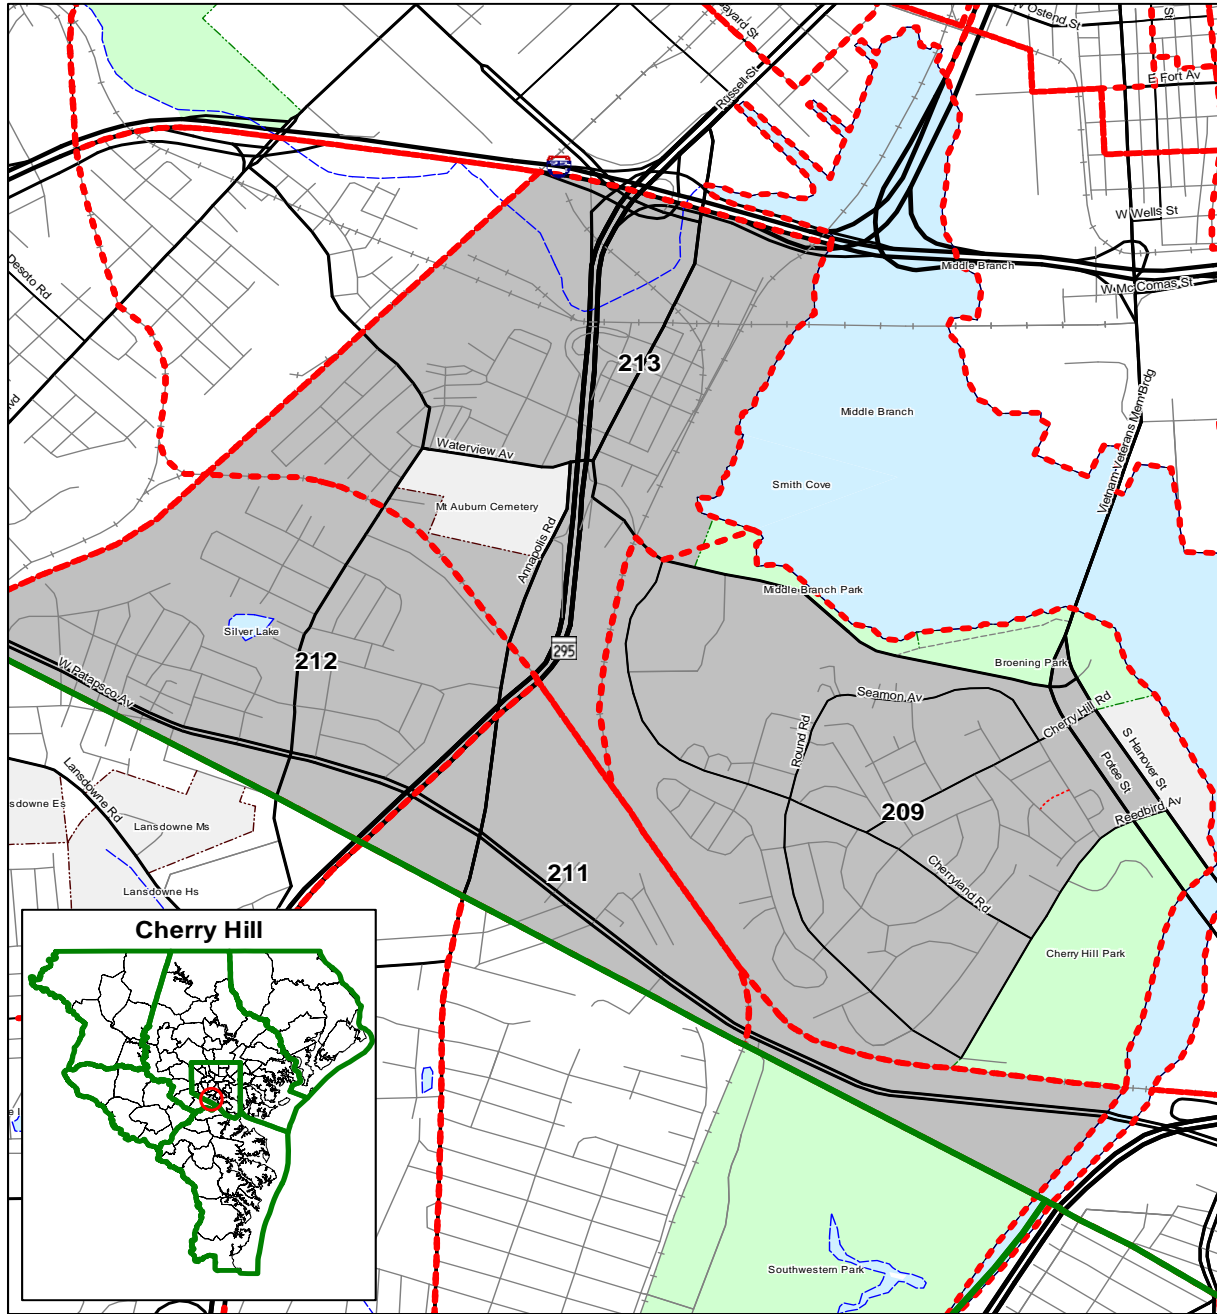 W Ostend St
St
E Fort Av
Russell St
W Wells St
Middle Branch
W Mc Comas St
Desoto Rd
213
Middle Branch
Vietnam Veterans Mem Brdg
Waterview Av
Smith Cove
Mt Auburn Cemetery
Annapolis Rd
Middle Branch Park
Silver Lake
212
295
Broening Park
W Patapsco Av
Seamon Av
Cherry Hill Rd
Round Rd
S Hanover St
Potee St
Lansdowne Rd
Lansdowne Ms
209
Reedbird Av
211
Lansdowne Hs
Cherryland Rd
Cherry Hill
Cherry Hill Park
Southwestern Park